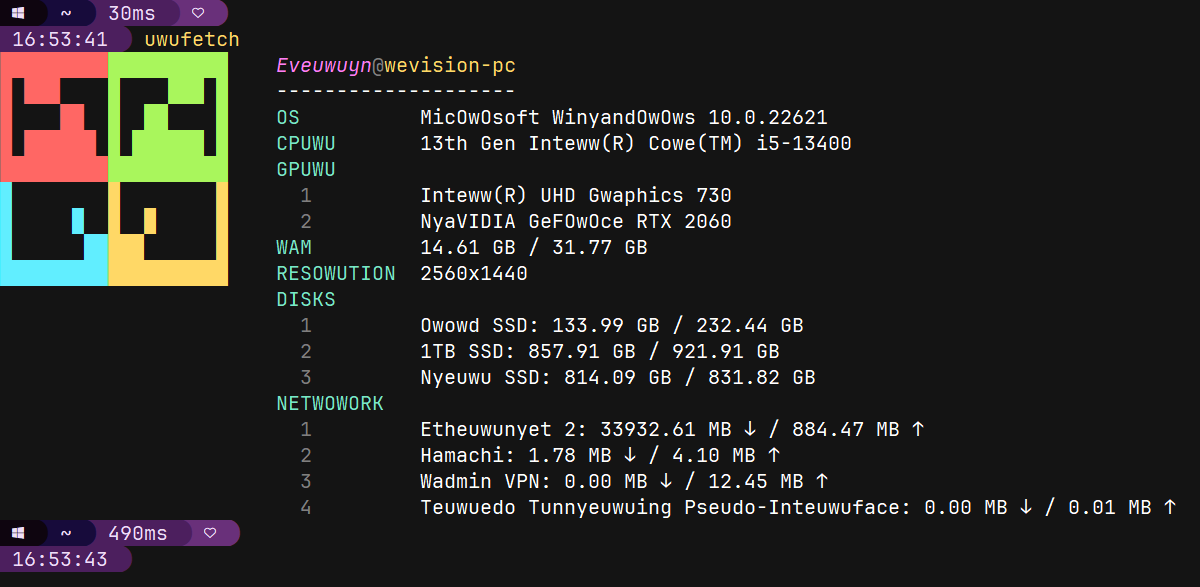 ~ 30ms ♡
16:53:41 uwufetch
Eveuwuyn@wevision-pc
--------------------
OS MicOwOsoft WinyandOwOws 10.0.22621
CPUWU 13th Gen Inteww(R) Cowe(TM) i5-13400
GPUWU
1 Inteww(R) UHD Gwaphics 730
2 NyaVIDIA GeFOwOce RTX 2060
WAM 14.61 GB / 31.77 GB
RESOWUTION 2560x1440
DISKS
1 Owowd SSD: 133.99 GB / 232.44 GB
2 1TB SSD: 857.91 GB / 921.91 GB
3 Nyeuwu SSD: 814.09 GB / 831.82 GB
NETWOWORK
1 Etheuwunyet 2: 33932.61 MB ↓ / 884.47 MB ↑
2 Hamachi: 1.78 MB ↓ / 4.10 MB ↑
3 Wadmin VPN: 0.00 MB ↓ / 12.45 MB ↑
4 Teuwuedo Tunnyeuwuing Pseudo-Inteuwuface: 0.00 MB ↓ / 0.01 MB ↑
~ 490ms ♡
16:53:43